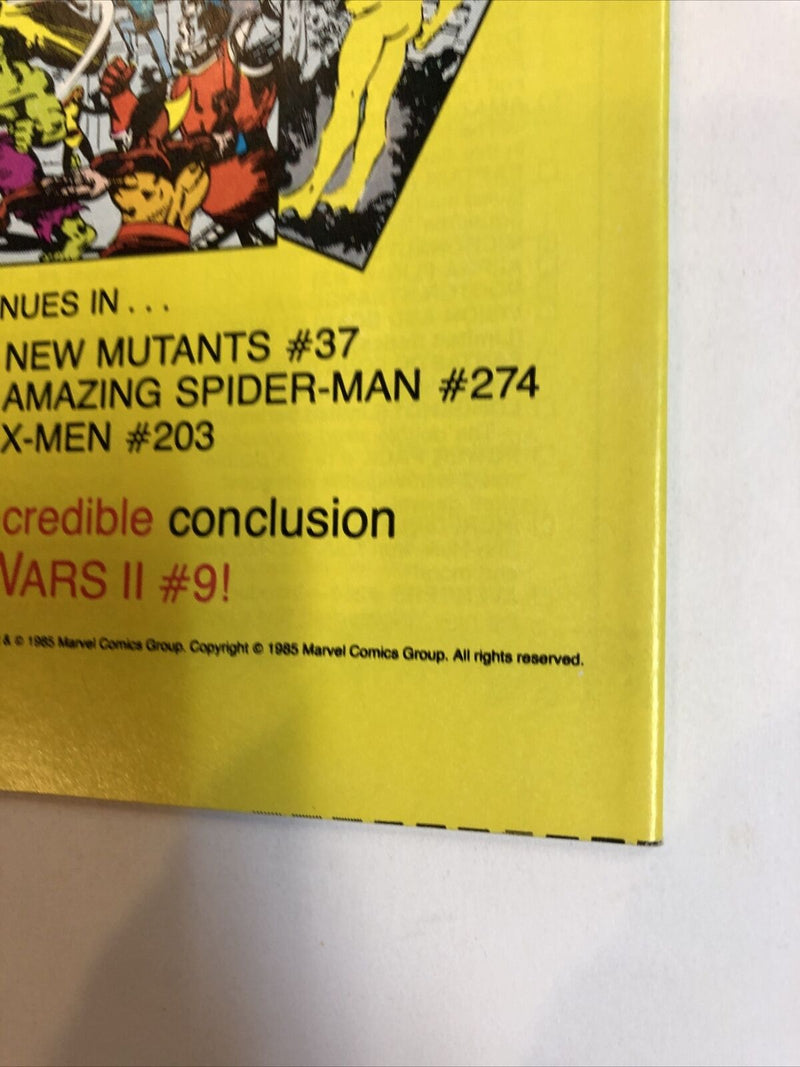 NUES IN . . .
NEW MUTANTS #37
AMAZING SPIDER-MAN #274
X-MEN #203
credible conclusion
WARS II #9!
& © 1985 Marvel Comics Group. Copyright © 1985 Marvel Comics Group. All rights reserved.